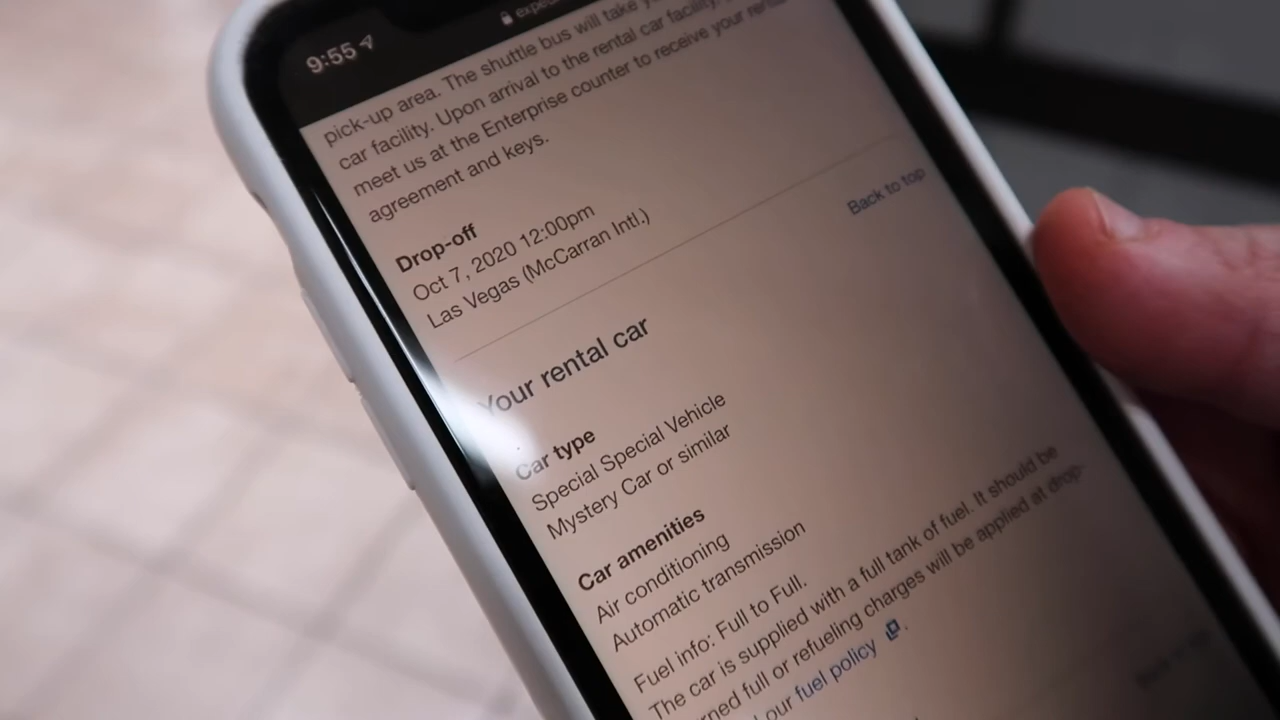 9:55
pick-up area. The shuttle bus will take
car facility. Upon arrival to the rental car facility,
meet us at the Enterprise counter to receive your rental
agreement and keys.
Drop-off
Oct 7, 2020 12:00pm
Las Vegas (McCarran Intl.)
Back to top
Your rental car
Car type
Special Special Vehicle
Mystery Car or similar
Car amenities
Air conditioning
Automatic transmission
Fuel info: Full to Full.
The car is supplied with a full tank of fuel. It should be
rned full or refueling charges will be applied at drop-
our fuel policy .